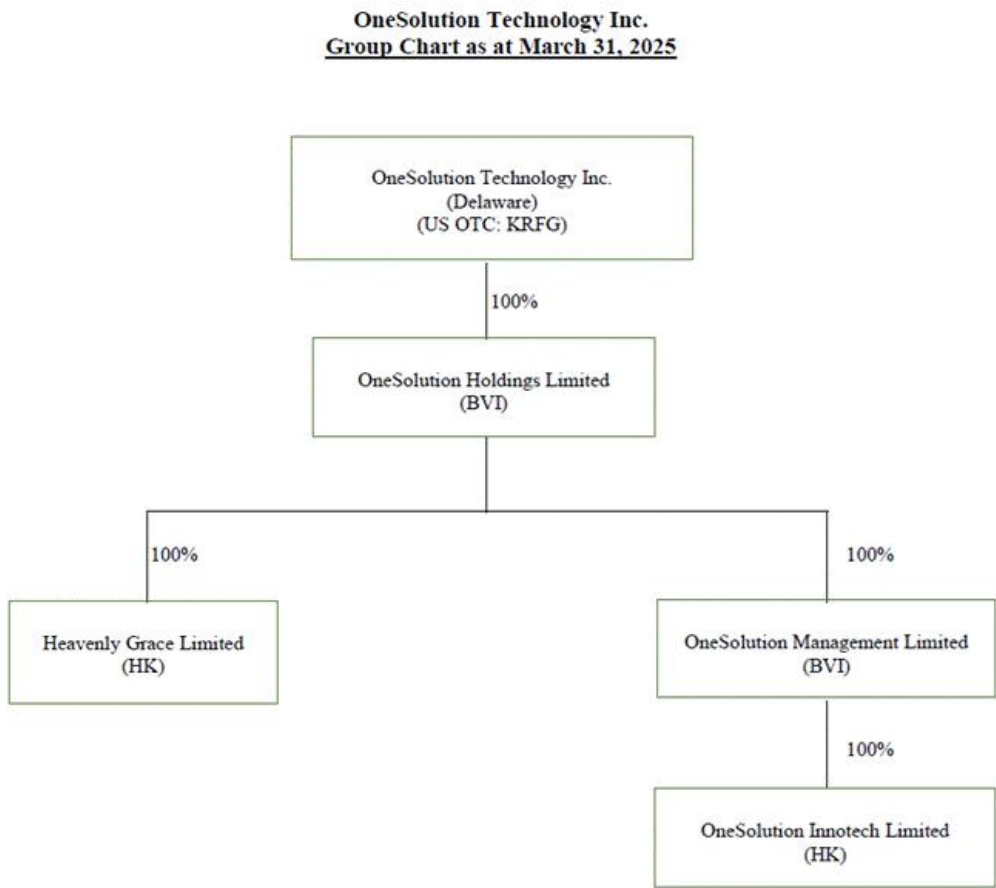 OneSolution Technology Inc.
Group Chart as at March 31, 2025
OneSolution Technology Inc.
(Delaware)
(US OTC: KRFG)
100%
OneSolution Holdings Limited
(BVI)
100%
100%
Heavenly Grace Limited
(HK)
OneSolution Management Limited
(BVI)
100%
OneSolution Innotech Limited
(HK)